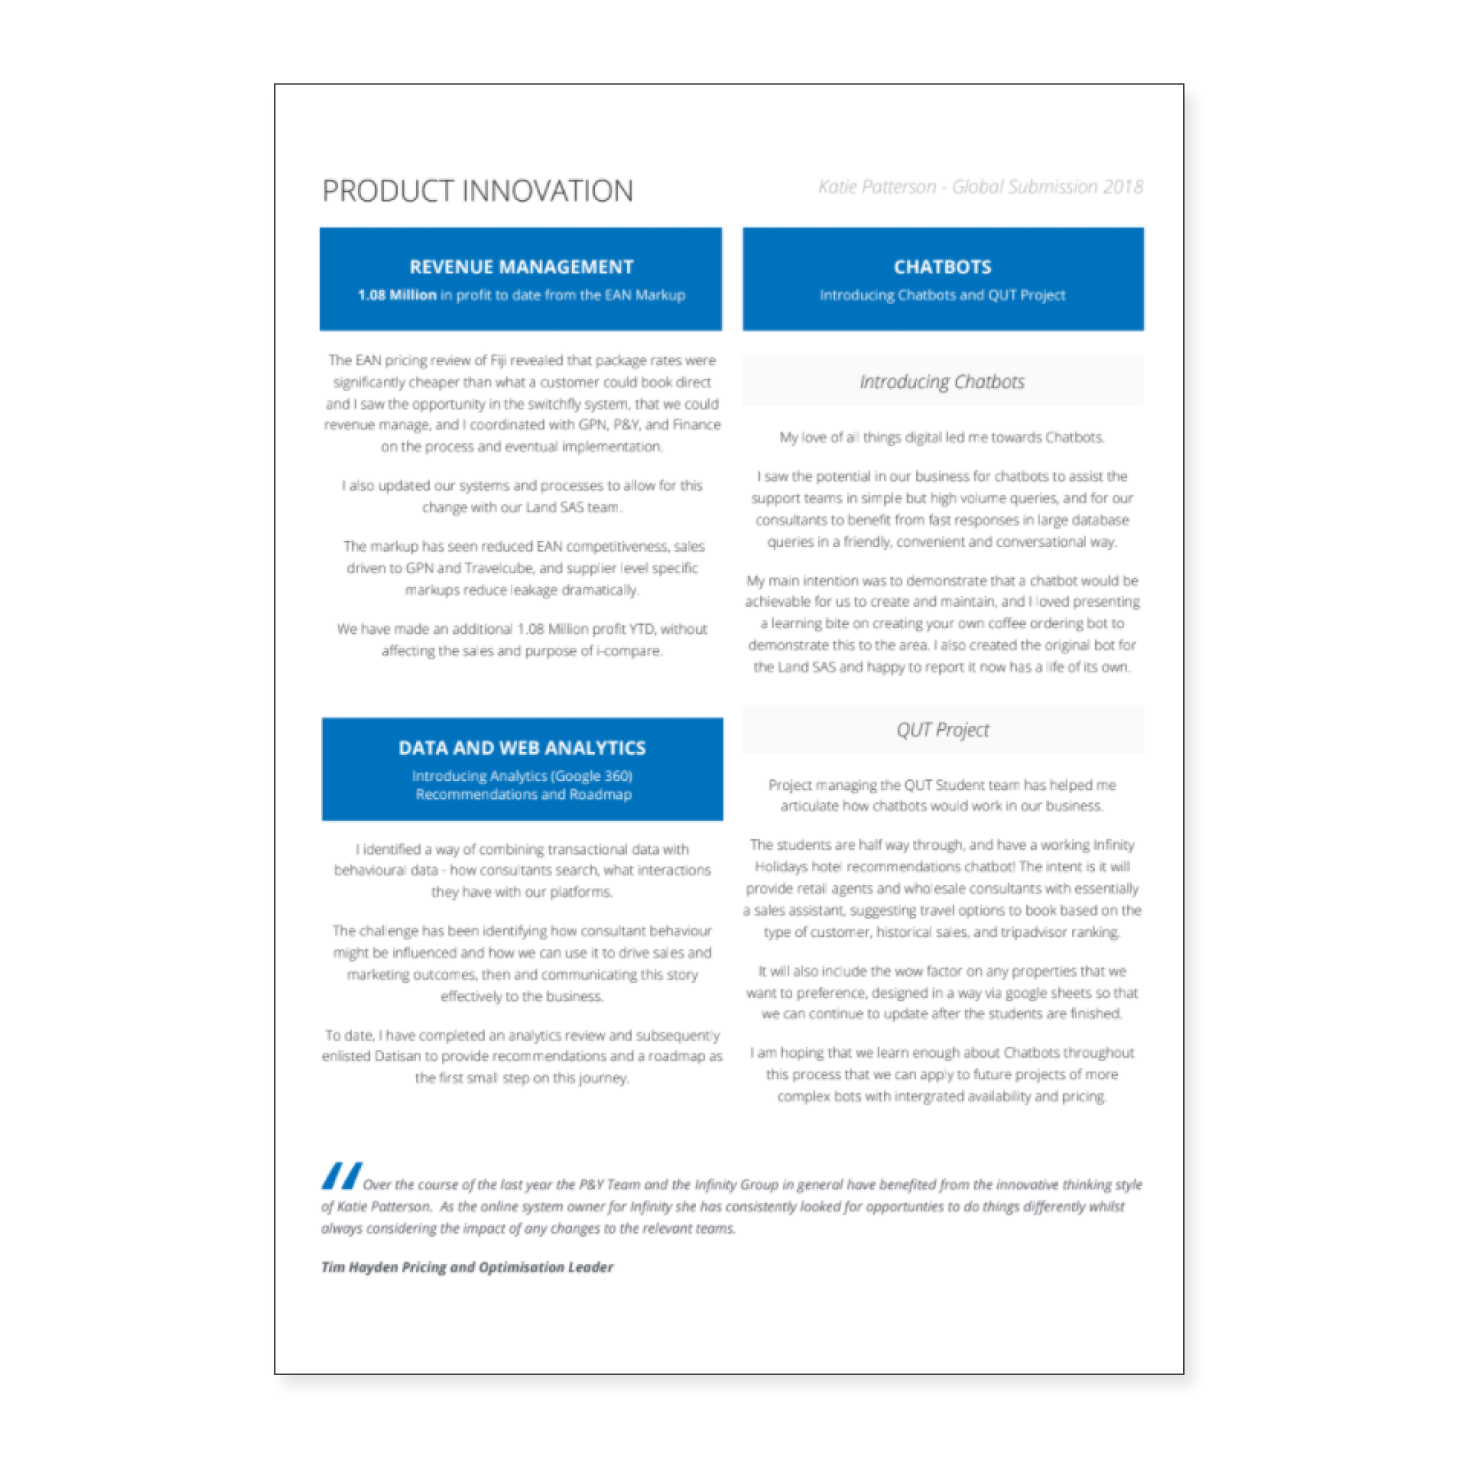 PRODUCT INNOVATION
Katie Patterson - Global Submission 2018
REVENUE MANAGEMENT
1.08 Million in profit to date from the EAN Markup
The EAN pricing review of Fiji revealed that package rates were
significantly cheaper than what a customer could book direct
and I saw the opportunity in the switchfly system, that we could
revenue manage, and I coordinated with GPN, P&Y, and Finance
on the process and eventual implementation.
I also updated our systems and processes to allow for this
change with our Land SAS team.
The markup has seen reduced EAN competitiveness, sales
driven to GPN and Travelcube, and supplier level specific
markups reduce leakage dramatically.
We have made an additional 1.08 Million profit YTD, without
affecting the sales and purpose of i-compare.
DATA AND WEB ANALYTICS
Introducing Analytics (Google 360)
Recommendations and Roadmap
I identified a way of combining transactional data with
behavioural data - how consultants search, what interactions
they have with our platforms.
The challenge has been identifying how consultant behaviour
might be influenced and how we can use it to drive sales and
marketing outcomes, then and communicating this story
effectively to the business.
To date, I have completed an analytics review and subsequently
enlisted Datisan to provide recommendations and a roadmap as
the first small step on this journey.
CHATBOTS
Introducing Chatbots and QUT Project
Introducing Chatbots
My love of all things digital led me towards Chatbots.
I saw the potential in our business for chatbots to assist the
support teams in simple but high volume queries, and for our
consultants to benefit from fast responses in large database
queries in a friendly, convenient and conversational way.
My main intention was to demonstrate that a chatbot would be
achievable for us to create and maintain, and I loved presenting
a learning bite on creating your own coffee ordering bot to
demonstrate this to the area. I also created the original bot for
the Land SAS and happy to report it now has a life of its own.
QUT Project
Project managing the QUT Student team has helped me
articulate how chatbots would work in our business.
The students are half way through, and have a working Infinity
Holidays hotel recommendations chatbot! The intent is it will
provide retail agents and wholesale consultants with essentially
a sales assistant, suggesting travel options to book based on the
type of customer, historical sales, and tripadvisor ranking.
It will also include the wow factor on any properties that we
want to preference, designed in a way via google sheets so that
we can continue to update after the students are finished.
I am hoping that we learn enough about Chatbots throughout
this process that we can apply to future projects of more
complex bots with intergrated availability and pricing.
" Over the course of the last year the P&Y Team and the Infinity Group in general have benefited from the innovative thinking style
of Katie Patterson. As the online system owner for Infinity she has consistently looked for opportunties to do things differently whilst
always considering the impact of any changes to the relevant teams.
Tim Hayden Pricing and Optimisation Leader